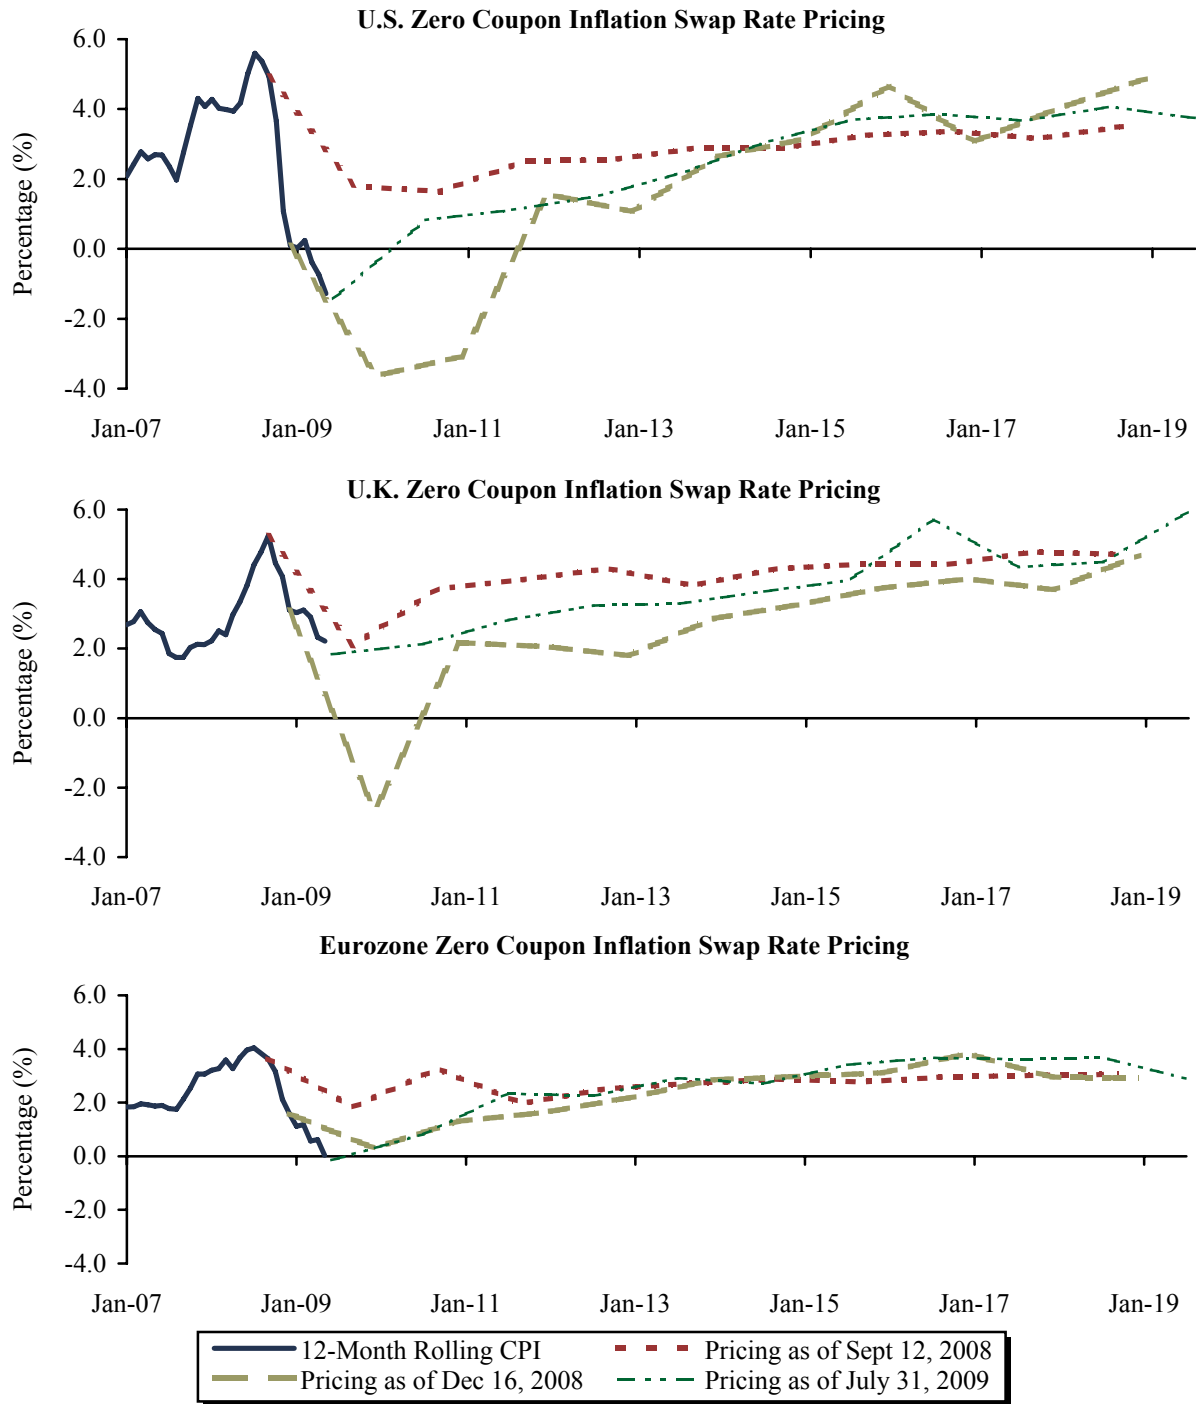 U.S. Zero Coupon Inflation Swap Rate Pricing
Percentage (%)
6.0
4.0
2.0
0.0
-2.0
-4.0
Jan-07 Jan-09 Jan-11 Jan-13 Jan-15 Jan-17 Jan-19
U.K. Zero Coupon Inflation Swap Rate Pricing
Percentage (%)
6.0
4.0
2.0
0.0
-2.0
-4.0
Jan-07 Jan-09 Jan-11 Jan-13 Jan-15 Jan-17 Jan-19
Eurozone Zero Coupon Inflation Swap Rate Pricing
Percentage (%)
6.0
4.0
2.0
0.0
-2.0
-4.0
Jan-07 Jan-09 Jan-11 Jan-13 Jan-15 Jan-17 Jan-19
12-Month Rolling CPI Pricing as of Sept 12, 2008
Pricing as of Dec 16, 2008 Pricing as of July 31, 2009